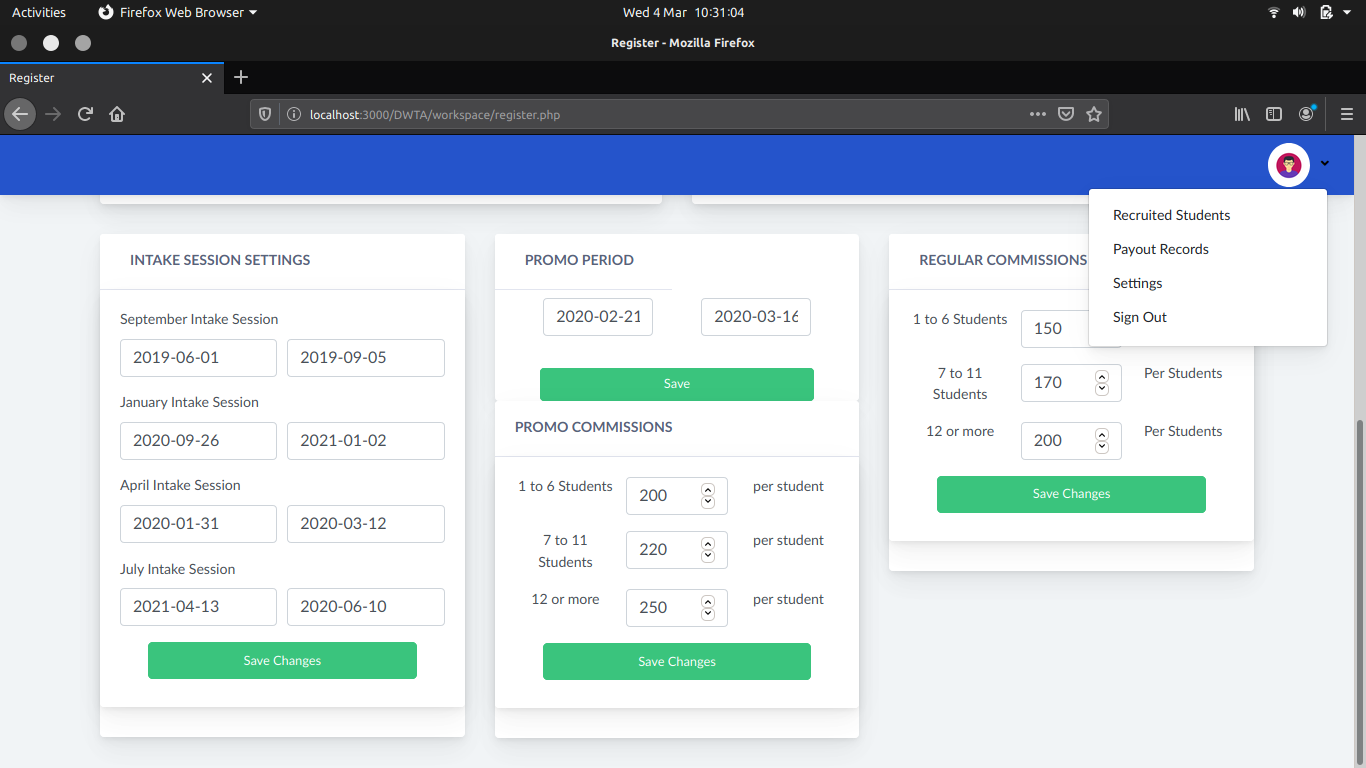 Activities
Firefox Web Browser
Wed 4 Mar 10:31:04
Register - Mozilla Firefox
Register
localhost:3000/DWTA/workspace/register.php
Recruited Students
Payout Records
Settings
Sign Out
INTAKE SESSION SETTINGS
September Intake Session
2019-06-01
2019-09-05
January Intake Session
2020-09-26
2021-01-02
April Intake Session
2020-01-31
2020-03-12
July Intake Session
2021-04-13
2020-06-10
Save Changes
PROMO PERIOD
2020-02-21
2020-03-16
Save
PROMO COMMISSIONS
1 to 6 Students
200
per student
7 to 11
Students
220
per student
12 or more
250
per student
Save Changes
REGULAR COMMISSIONS
1 to 6 Students
150
7 to 11
Students
170
Per Students
12 or more
200
Per Students
Save Changes